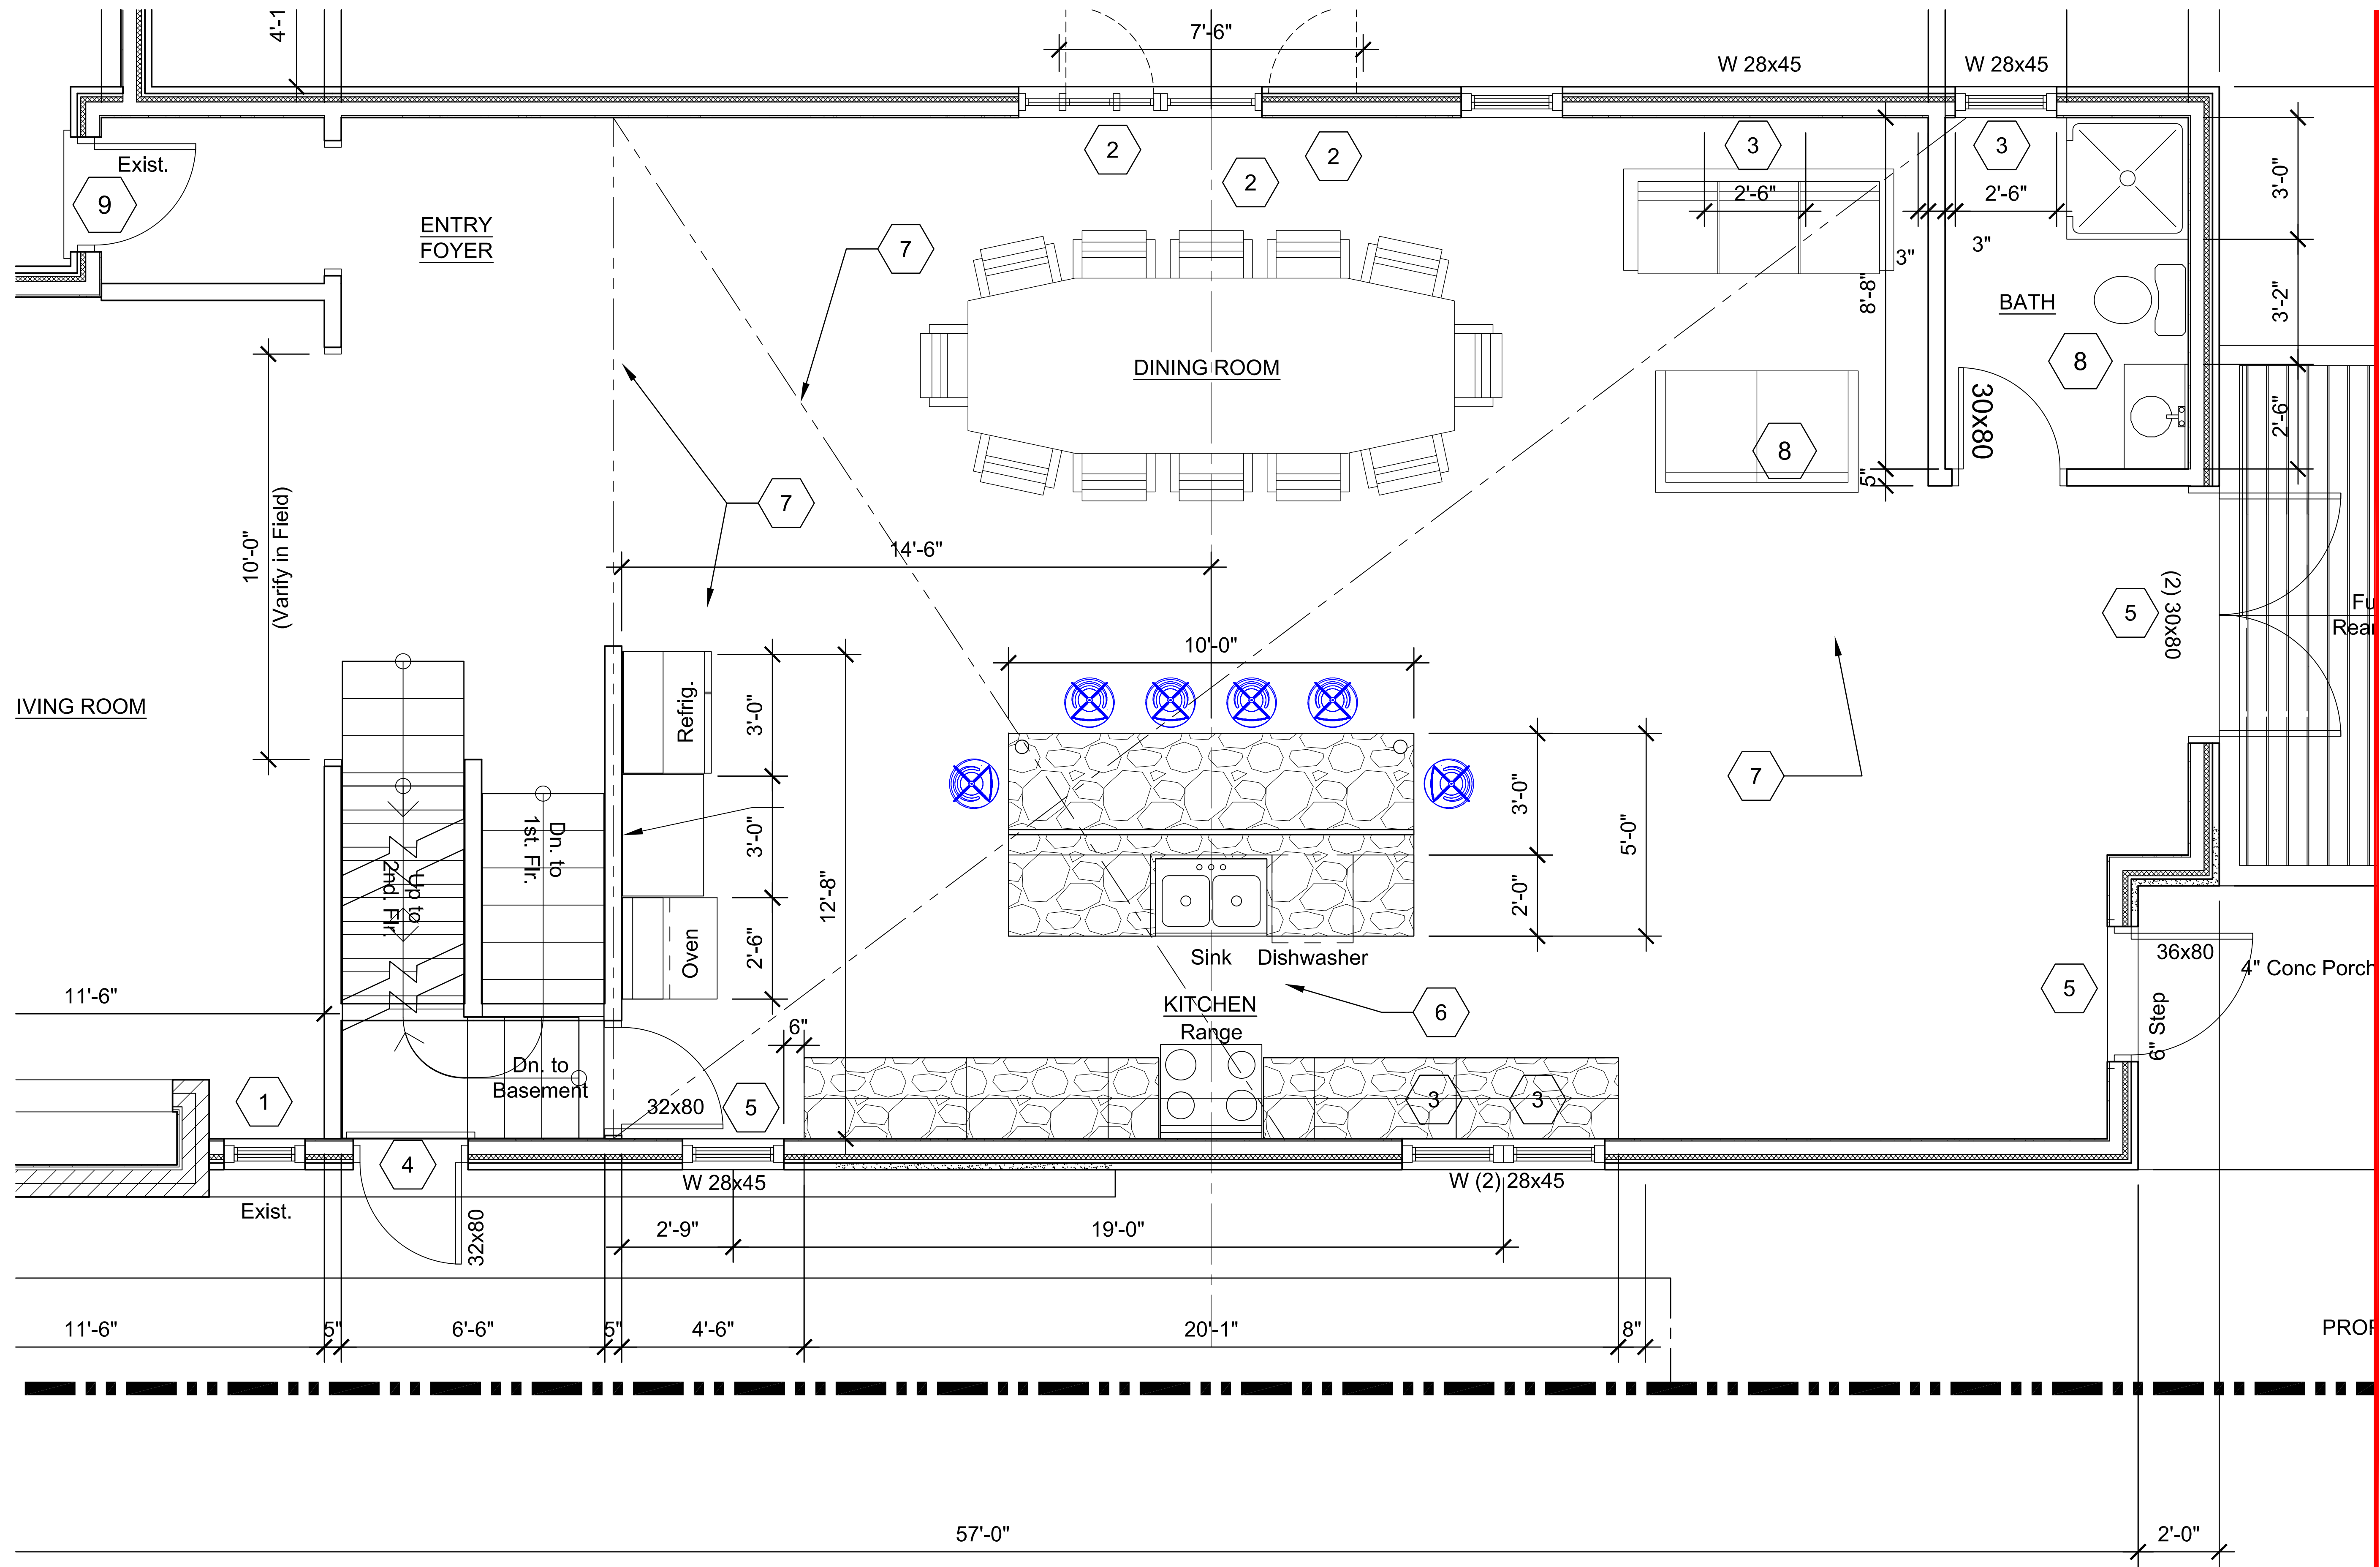 4'-1
7'-6"
W 28x45
W 28x45
Exist.
9
2
2
2
3
3
2'-6"
2'-6"
3'-0"
ENTRY
FOYER
7
3"
3"
8'-8"
3'-2"
BATH
8
DINING ROOM
30x80
2'-6"
8
5"
7
10'-0"
(Varify in Field)
14'-6"
5
(2) 30x80
Fu
Rear
10'-0"
IVING ROOM
Refrig.
3'-0"
7
3'-0"
5'-0"
Dn. to
1st. Flr.
3'-0"
Up to
2nd. Flr.
12'-8"
2'-0"
Oven
2'-6"
Sink
Dishwasher
36x80
4" Conc Porch
5
11'-6"
KITCHEN
Range
6
6"
9" Step
Dn. to
Basement
1
32x80
5
3
3
4
W 28x45
W (2) 28x45
Exist.
32x80
2'-9"
19'-0"
11'-6"
5"
6'-6"
5"
4'-6"
20'-1"
8"
PROP
57'-0"
2'-0"